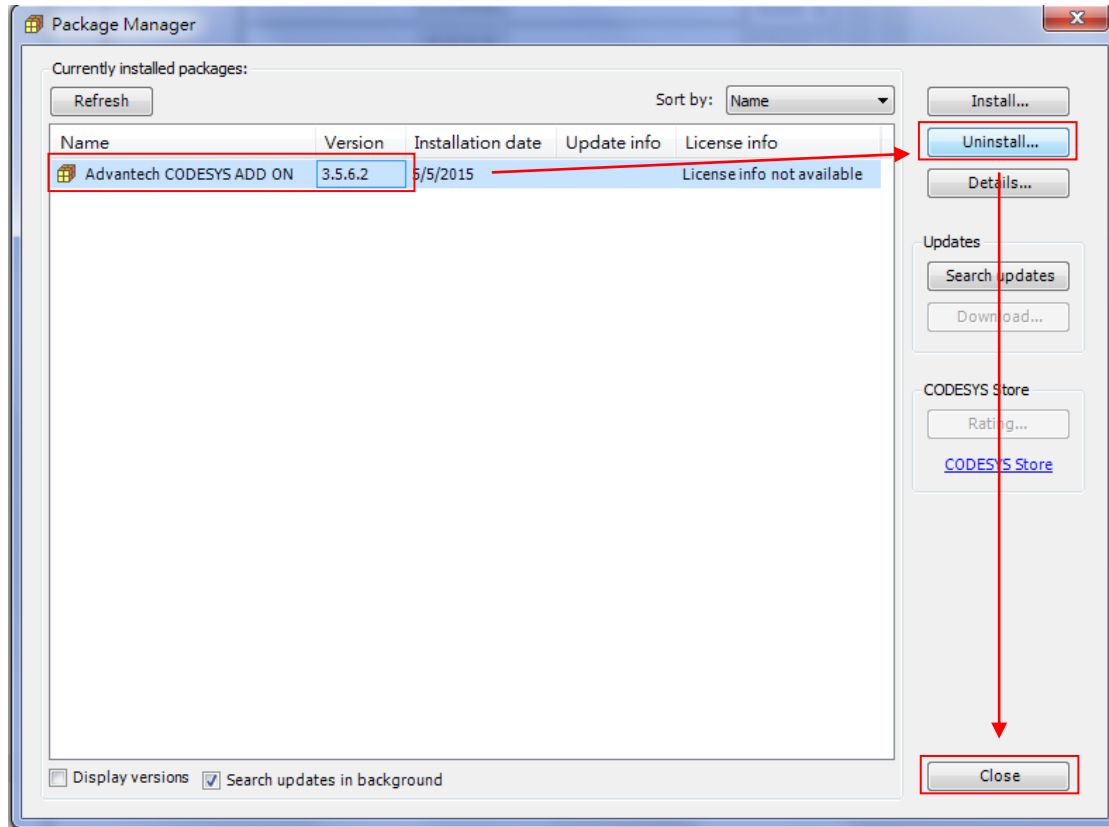 Package Manager
Currently installed packages:
Refresh
Sort by: Name
Install...
Name Version Installation date Update info License info
Uninstall...
Advantech CODESYS ADD ON 3.5.6.2 5/5/2015 License info not available
Details...
Updates
Search updates
Download...
CODESYS Store
Rating...
CODESYS Store
Display versions Search updates in background
Close